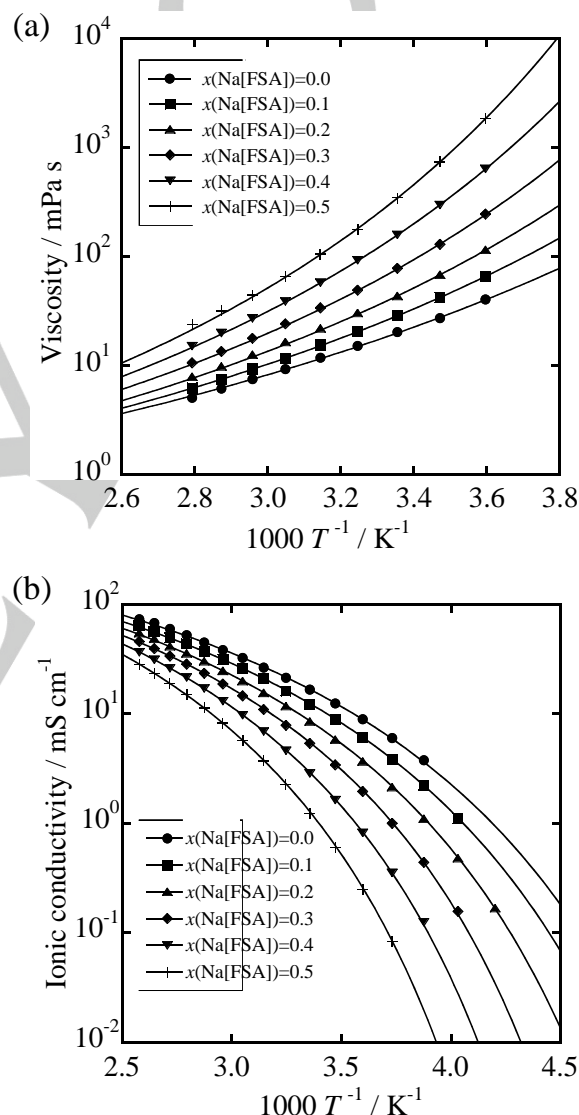 (a)
10^4
10^3
10^2
10^1
10^0
Viscosity / mPa s
x(Na[FSA])=0.0
x(Na[FSA])=0.1
x(Na[FSA])=0.2
x(Na[FSA])=0.3
x(Na[FSA])=0.4
x(Na[FSA])=0.5
2.6 2.8 3.0 3.2 3.4 3.6 3.8
1000 T^-1 / K^-1
(b)
10^2
10^1
10^0
10^-1
10^-2
Ionic conductivity / mS cm^-1
x(Na[FSA])=0.0
x(Na[FSA])=0.1
x(Na[FSA])=0.2
x(Na[FSA])=0.3
x(Na[FSA])=0.4
x(Na[FSA])=0.5
2.5 3.0 3.5 4.0 4.5
1000 T^-1 / K^-1